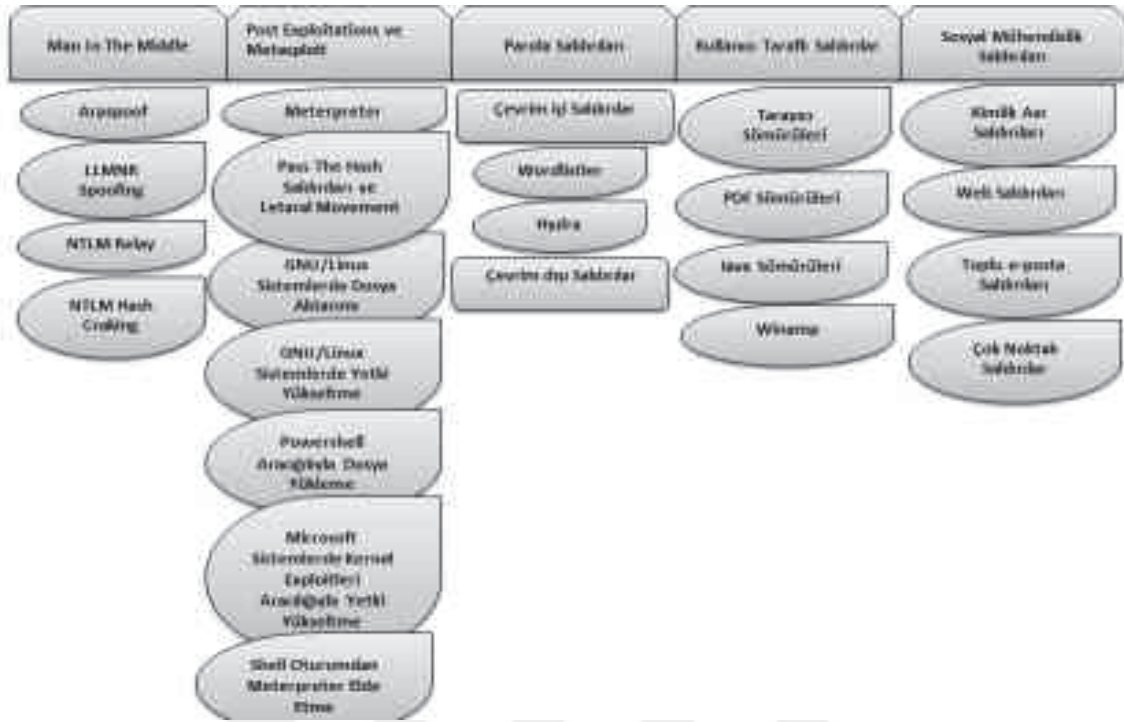 Man In The Middle
Arpspoof
LLMNR
Spoofing
NTLM Relay
NTLM Hash
Craking
Post Exploitations ve
Metasploit
Meterpreter
Pass The Hash
Saldırıları ve
Letaral Movement
GNU/Linux
Sistemlerde Dosya
Aktarımı
GNU/Linux
Sistemlerde Yetki
Yükseltme
Powershell
Aracılığıyla Dosya
Yükleme
Microsoft
Sistemlerde Kernel
Exploitleri
Aracılığıyla Yetki
Yükseltme
Shell Oturumdan
Meterpreter Elde
Etme
Parola Saldırıları
Çevrim içi Saldırılar
Wordlistler
Hydra
Çevrim dışı Saldırılar
Kullanıcı Taraflı Saldırılar
Tarayıcı
Sömürüleri
PDF Sömürüleri
Java Sömürüleri
Winamp
Sosyal Mühendislik
Saldırıları
Kimlik Avı
Saldırıları
Web Saldırıları
Toplu e-posta
Saldırıları
Çok Noktalı
Saldırılar